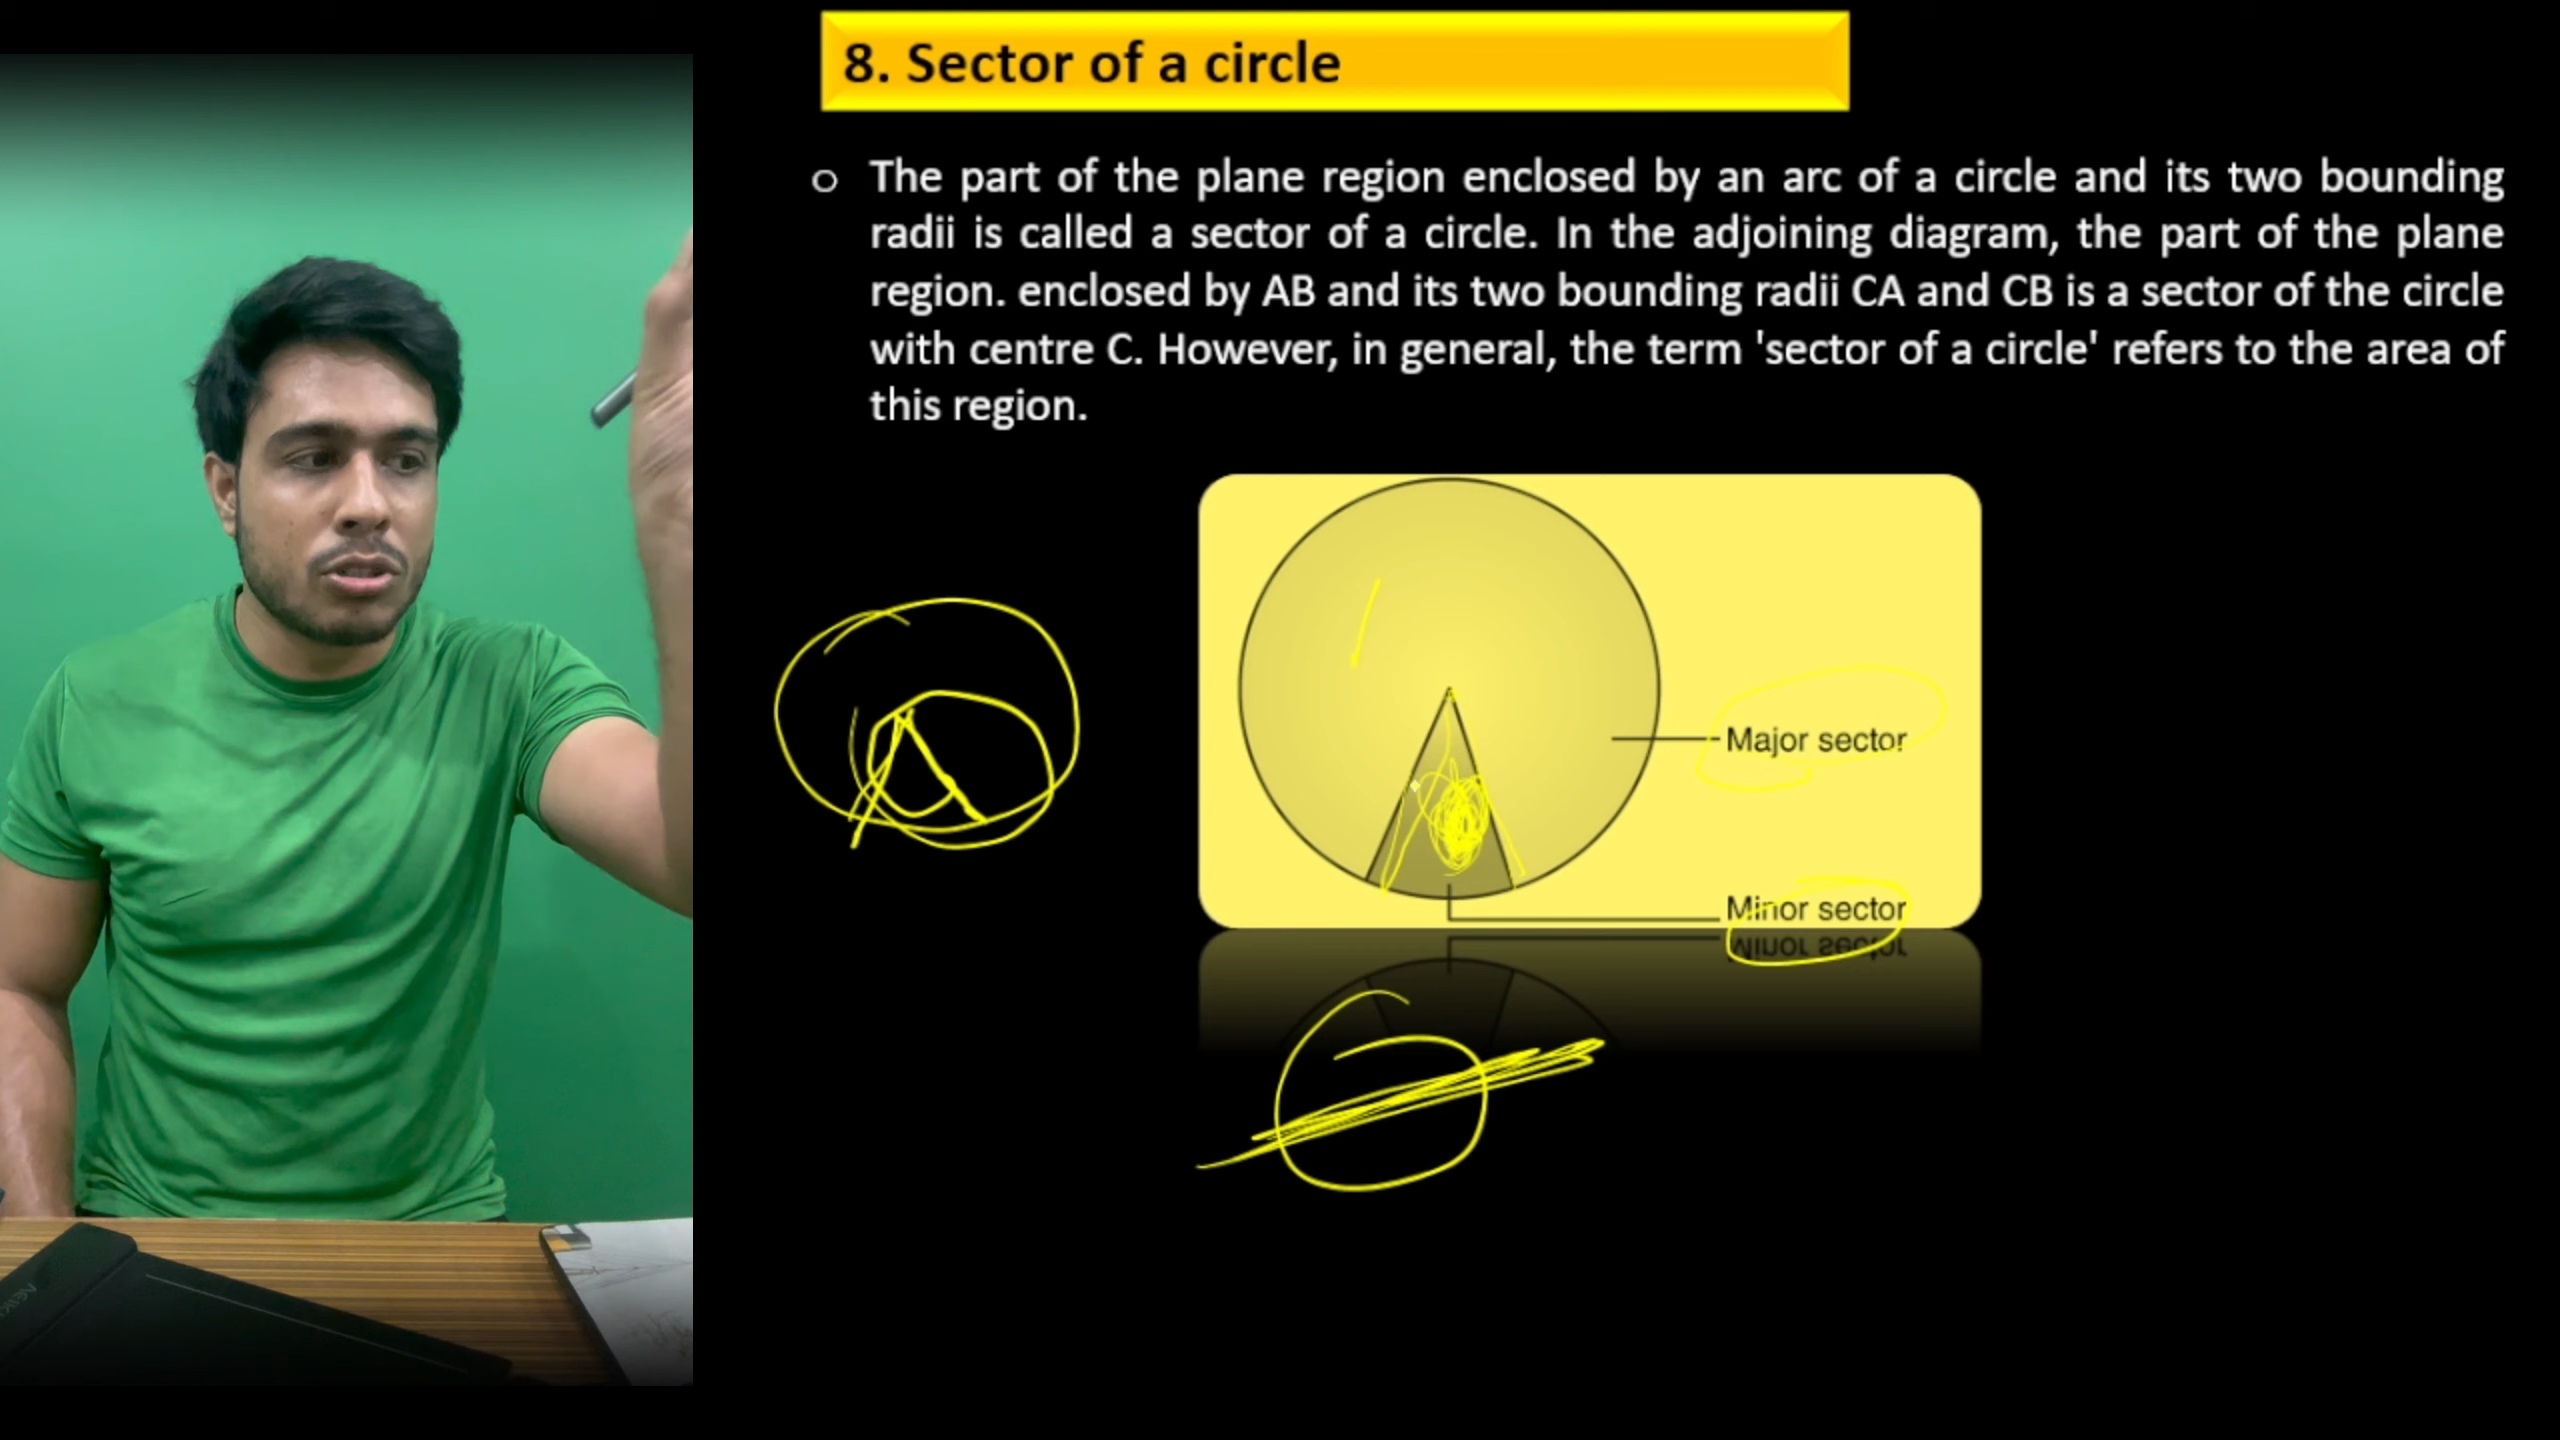 8. Sector of a circle
o The part of the plane region enclosed by an arc of a circle and its two bounding
radii is called a sector of a circle. In the adjoining diagram, the part of the plane
region. enclosed by AB and its two bounding radii CA and CB is a sector of the circle
with centre C. However, in general, the term 'sector of a circle' refers to the area of
this region.
Major sector
Minor sector